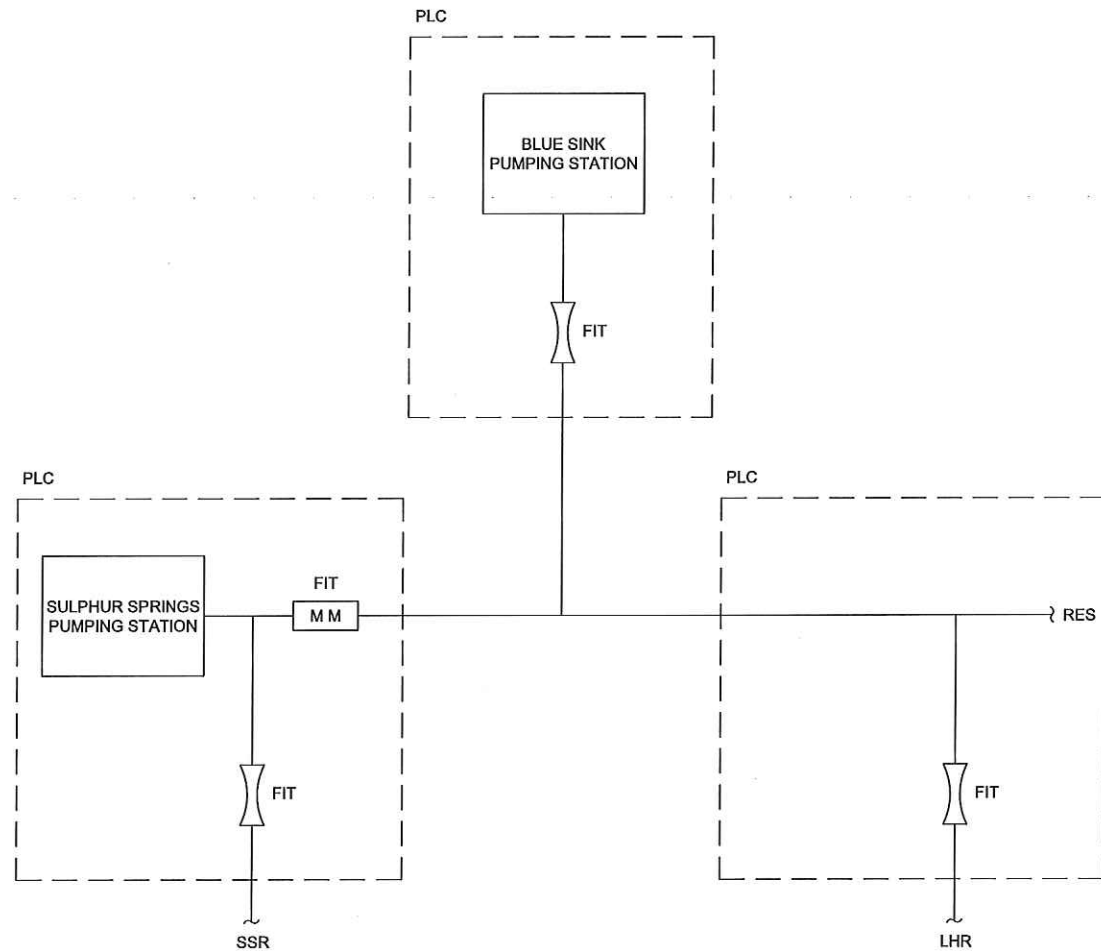 PLC
BLUE SINK
PUMPING STATION
FIT
PLC
PLC
FIT
SULPHUR SPRINGS
PUMPING STATION
M M
RES
FIT
FIT
SSR
LHR